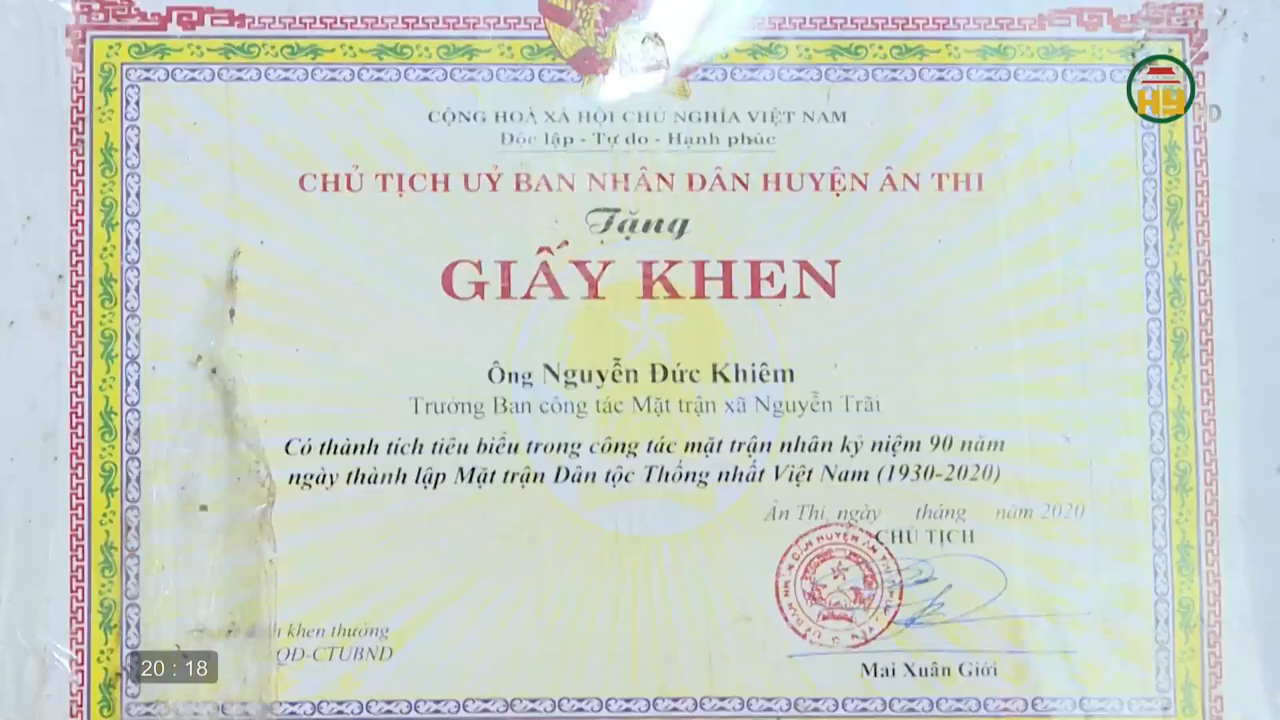 CỘNG HOÀ XÃ HỘI CHỦ NGHĨA VIỆT NAM
Độc lập - Tự do - Hạnh phúc
CHỦ TỊCH UỶ BAN NHÂN DÂN HUYỆN ÂN THI
Tặng
GIẤY KHEN
Ông Nguyễn Đức Khiêm
Trưởng Ban công tác Mặt trận xã Nguyễn Trãi
Có thành tích tiêu biểu trong công tác mặt trận nhân kỷ niệm 90 năm
ngày thành lập Mặt trận Dân tộc Thống nhất Việt Nam (1930-2020)
Ân Thi, ngày tháng năm 2020
CHỦ TỊCH
khen thưởng
QĐ-CTUBND
Mai Xuân Giới
20 : 18
HY